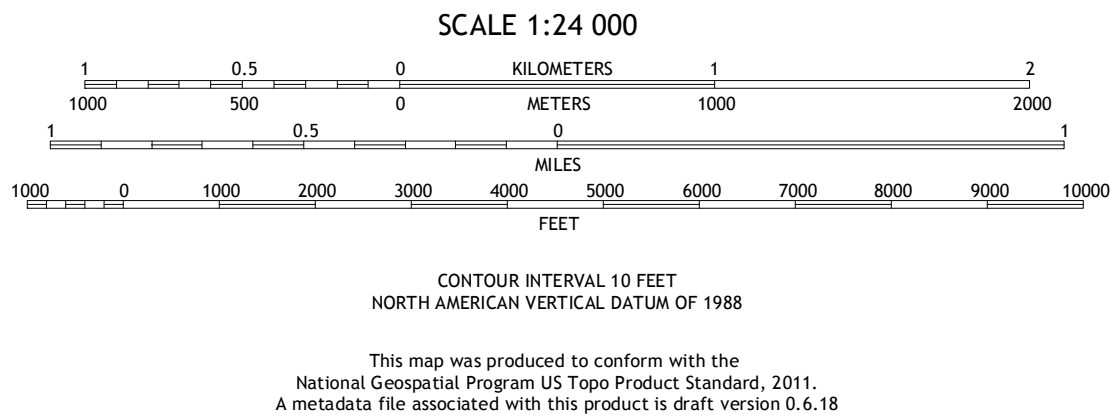 SCALE 1:24 000
1 0.5 0 KILOMETERS 1 2
1000 500 0 METERS 1000 2000
1 0.5 0 1
MILES
1000 0 1000 2000 3000 4000 5000 6000 7000 8000 9000 10000
FEET
CONTOUR INTERVAL 10 FEET
NORTH AMERICAN VERTICAL DATUM OF 1988
This map was produced to conform with the
National Geospatial Program US Topo Product Standard, 2011.
A metadata file associated with this product is draft version 0.6.18